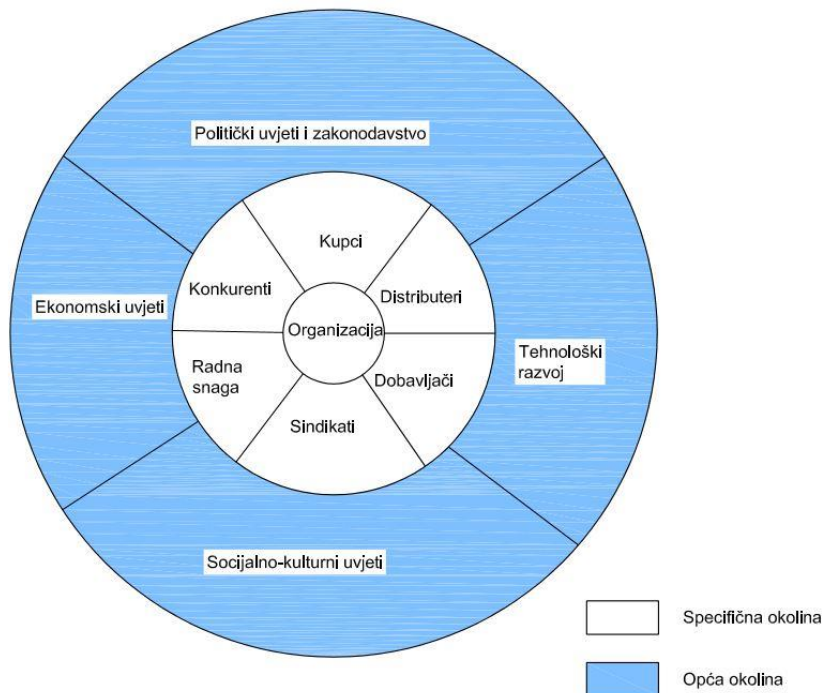 Politički uvjeti i zakonodavstvo
Kupci
Konkurenti
Distributeri
Ekonomski uvjeti
Organizacija
Tehnološki
razvoj
Radna
snaga
Dobavljači
Sindikati
Socijalno-kulturni uvjeti
Specifična okolina
Opća okolina